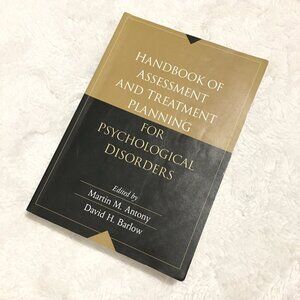 HANDBOOK OF
ASSESSMENT
AND TREATMENT
PLANNING
FOR
PSYCHOLOGICAL
DISORDERS
Edited by
Martin M. Antony
David H. Barlow